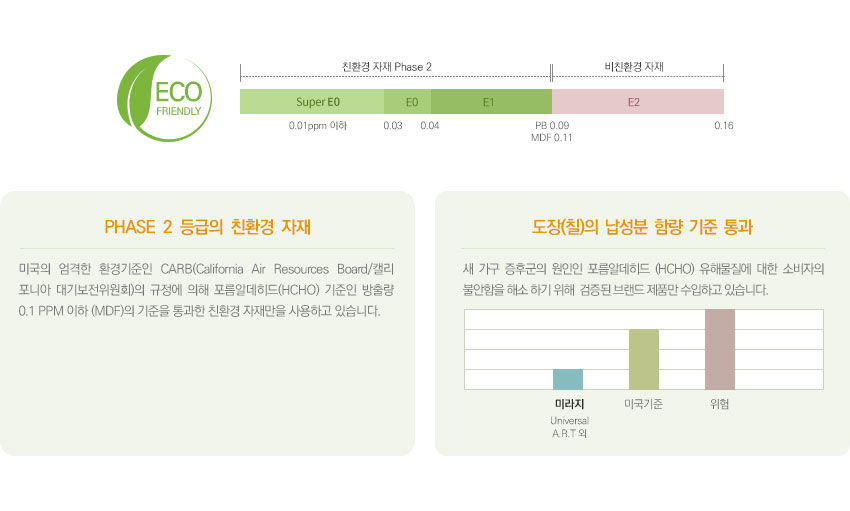 친환경 자재 Phase 2
비친환경 자재
ECO
FRIENDLY
Super E0
E0
E1
E2
0.01ppm 이하
0.03
0.04
PB 0.09
MDF 0.11
0.16
PHASE 2 등급의 친환경 자재
미국의 엄격한 환경기준인 CARB(California Air Resources Board/캘리
포니아 대기보전위원회)의 규정에 의해 포름알데히드(HCHO) 기준인 방출량
0.1 PPM 이하 (MDF)의 기준을 통과한 친환경 자재만을 사용하고 있습니다.
도장(칠)의 납성분 함량 기준 통과
새 가구 증후군의 원인인 포름알데히드 (HCHO) 유해물질에 대한 소비자의
불안함을 해소 하기 위해 검증된 브랜드 제품만 수입하고 있습니다.
미라지
Universal
A.R.T 외
미국기준
위험